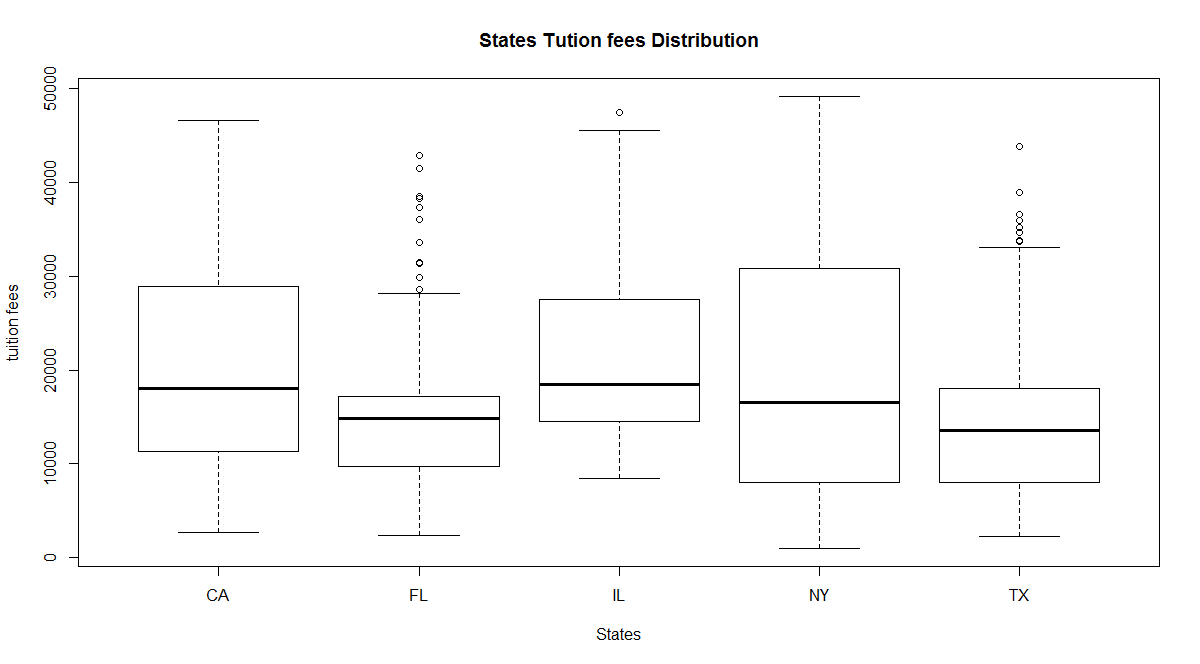 States Tution fees Distribution
50000
40000
30000
20000
10000
0
tuition fees
CA FL IL NY TX
States